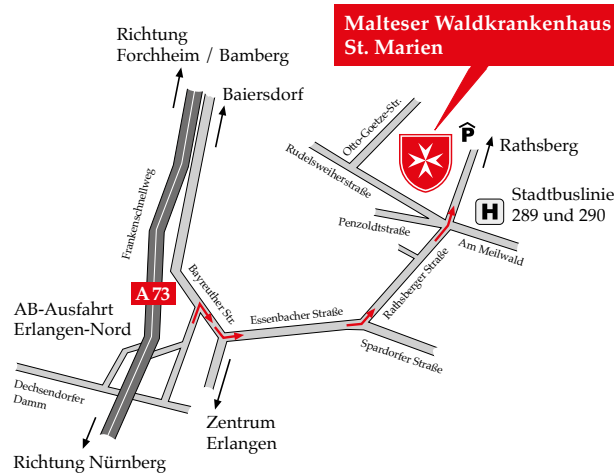 Malteser Waldkrankenhaus
St. Marien
Richtung
Forchheim / Bamberg
Baiersdorf
Otto-Goetze-Str.
P
Rathsberg
Rudelsweiherstraße
H
Stadtbuslinie
289 und 290
Penzoldtstraße
Am Meilwald
Frankenschnellweg
Bayreuther Str.
Rathsberger Straße
A 73
AB-Ausfahrt
Erlangen-Nord
Essenbacher Straße
Spardorfer Straße
Dechsendorfer
Damm
Zentrum
Erlangen
Richtung Nürnberg